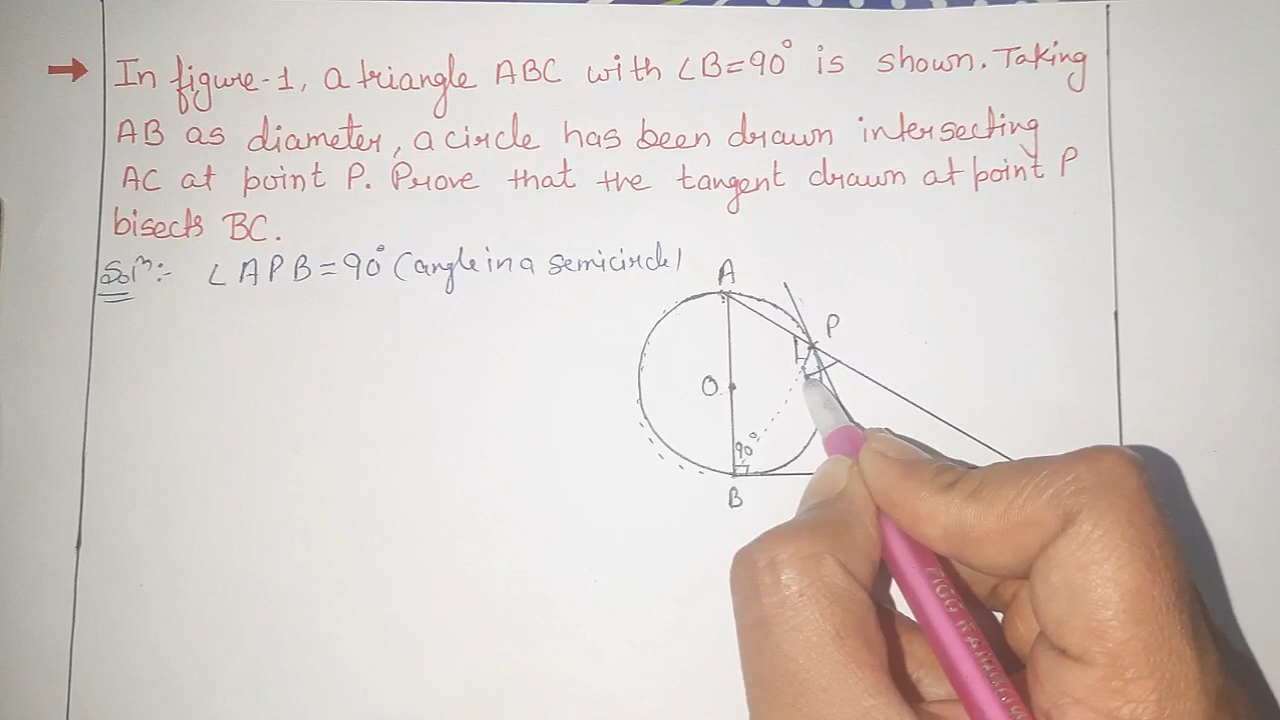 In figure-1, a triangle ABC with ∠B=90° is shown. Taking
AB as diameter, a circle has been drawn intersecting
AC at point P. Prove that the tangent drawn at point P
bisects BC.
Solⁿ:- ∠APB=90° (angle in a semicircle)
A
P
O
90°
B